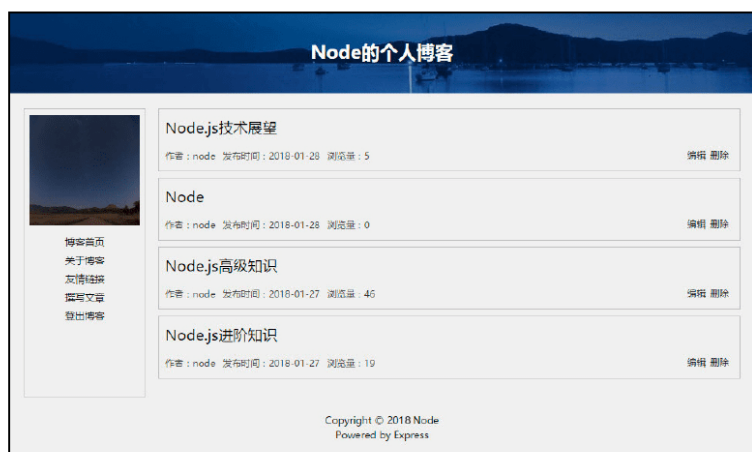 Node的个人博客
博客首页
关于博客
友情链接
撰写文章
登出博客
Node.js技术展望
作者：node 发布时间：2018-01-28 浏览量：5
编辑 删除
Node
作者：node 发布时间：2018-01-28 浏览量：0
编辑 删除
Node.js高级知识
作者：node 发布时间：2018-01-27 浏览量：46
编辑 删除
Node.js进阶知识
作者：node 发布时间：2018-01-27 浏览量：19
编辑 删除
Copyright © 2018 Node
Powered by Express